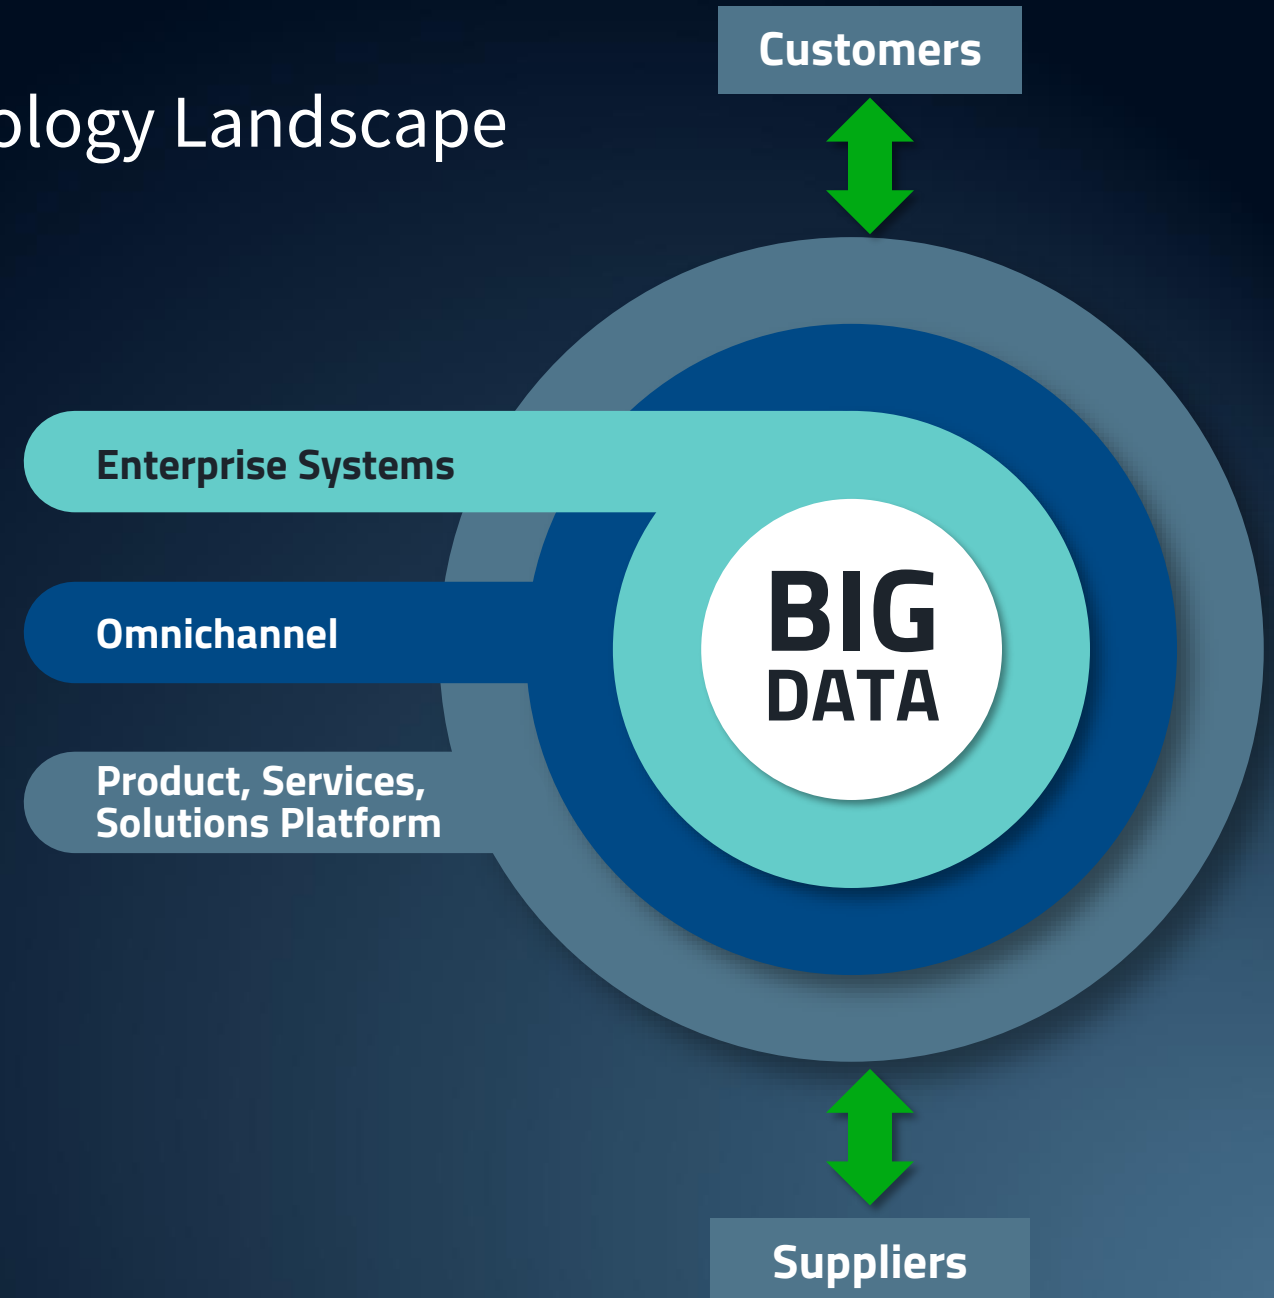 Customers
ology Landscape
Enterprise Systems
BIG
DATA
Omnichannel
Product, Services,
Solutions Platform
Suppliers